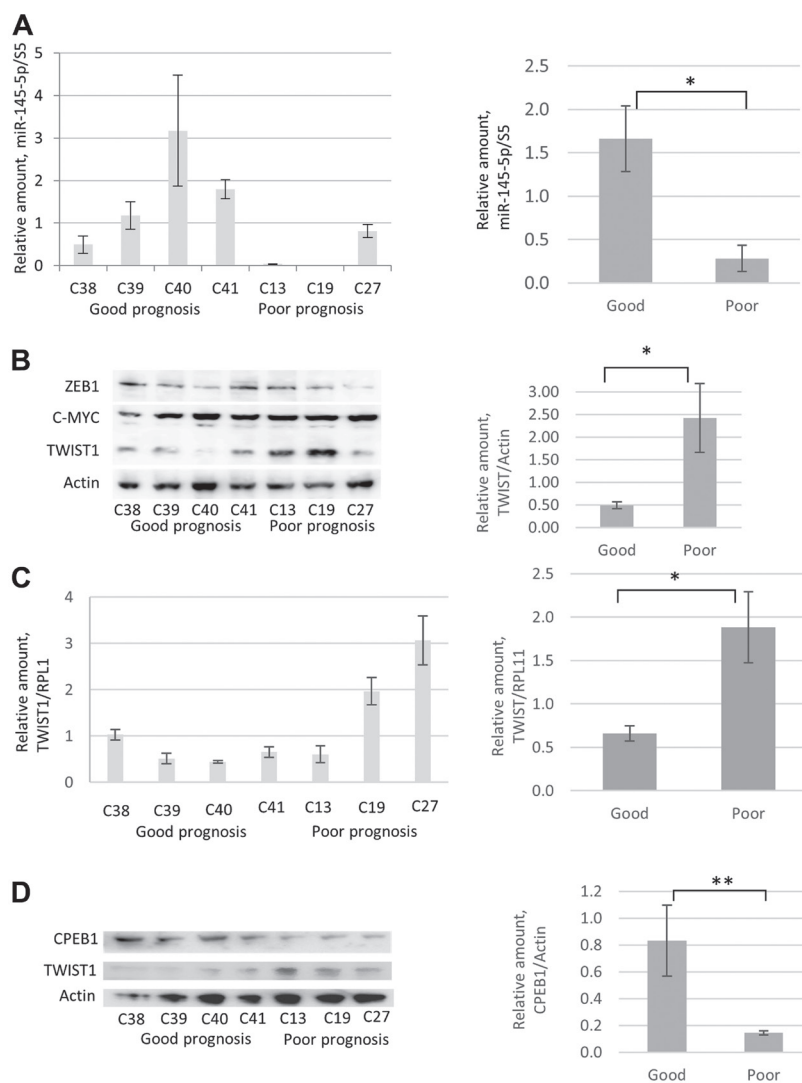 A
Relative amount, miR-145-5p/S5
5
4
3
2
1
0
C38 C39 C40 C41 C13 C19 C27
Good prognosis Poor prognosis
Relative amount,
miR-145-5p/S5
2.5
2.0
1.5
1.0
0.5
0.0
*
Good Poor
B
ZEB1
C-MYC
TWIST1
Actin
C38 C39 C40 C41 C13 C19 C27
Good prognosis Poor prognosis
Relative amount,
TWIST/Actin
3.00
2.50
2.00
1.50
1.00
0.50
0.00
*
Good Poor
C
Relative amount,
TWIST1/RPL1
4
3
2
1
0
C38 C39 C40 C41 C13 C19 C27
Good prognosis Poor prognosis
Relative amount,
TWIST/RPL11
2.5
2.0
1.5
1.0
0.5
0.0
*
Good Poor
D
CPEB1
TWIST1
Actin
C38 C39 C40 C41 C13 C19 C27
Good prognosis Poor prognosis
Relative amount,
CPEB1/Actin
1.2
1.0
0.8
0.6
0.4
0.2
0.0
**
Good Poor